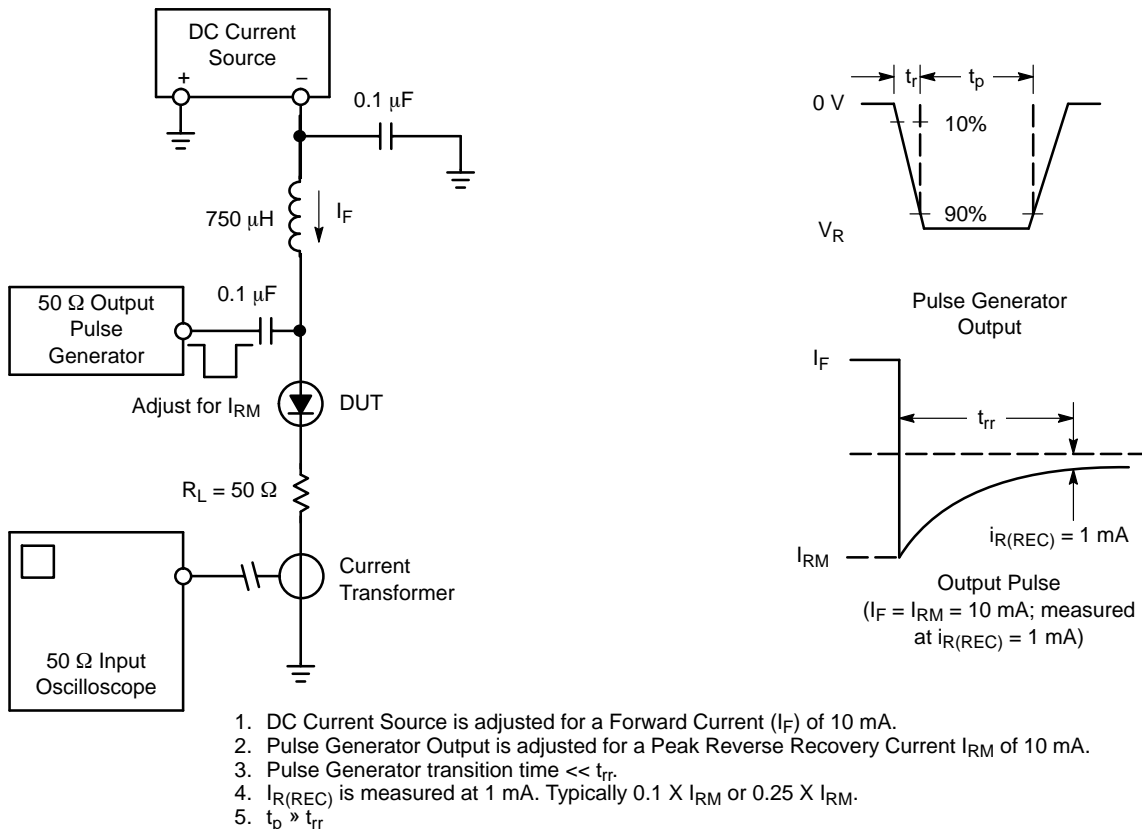 DC Current
Source
+ −
0.1 μF
750 μH
I_F
50 Ω Output
Pulse
Generator
0.1 μF
Adjust for I_RM
DUT
R_L = 50 Ω
Current
Transformer
50 Ω Input
Oscilloscope
t_r t_p
0 V
10%
90%
V_R
Pulse Generator
Output
I_F
t_rr
I_RM
i_R(REC) = 1 mA
Output Pulse
(I_F = I_RM = 10 mA; measured
at i_R(REC) = 1 mA)
1. DC Current Source is adjusted for a Forward Current (I_F) of 10 mA.
2. Pulse Generator Output is adjusted for a Peak Reverse Recovery Current I_RM of 10 mA.
3. Pulse Generator transition time << t_rr.
4. I_R(REC) is measured at 1 mA. Typically 0.1 X I_RM or 0.25 X I_RM.
5. t_p » t_rr